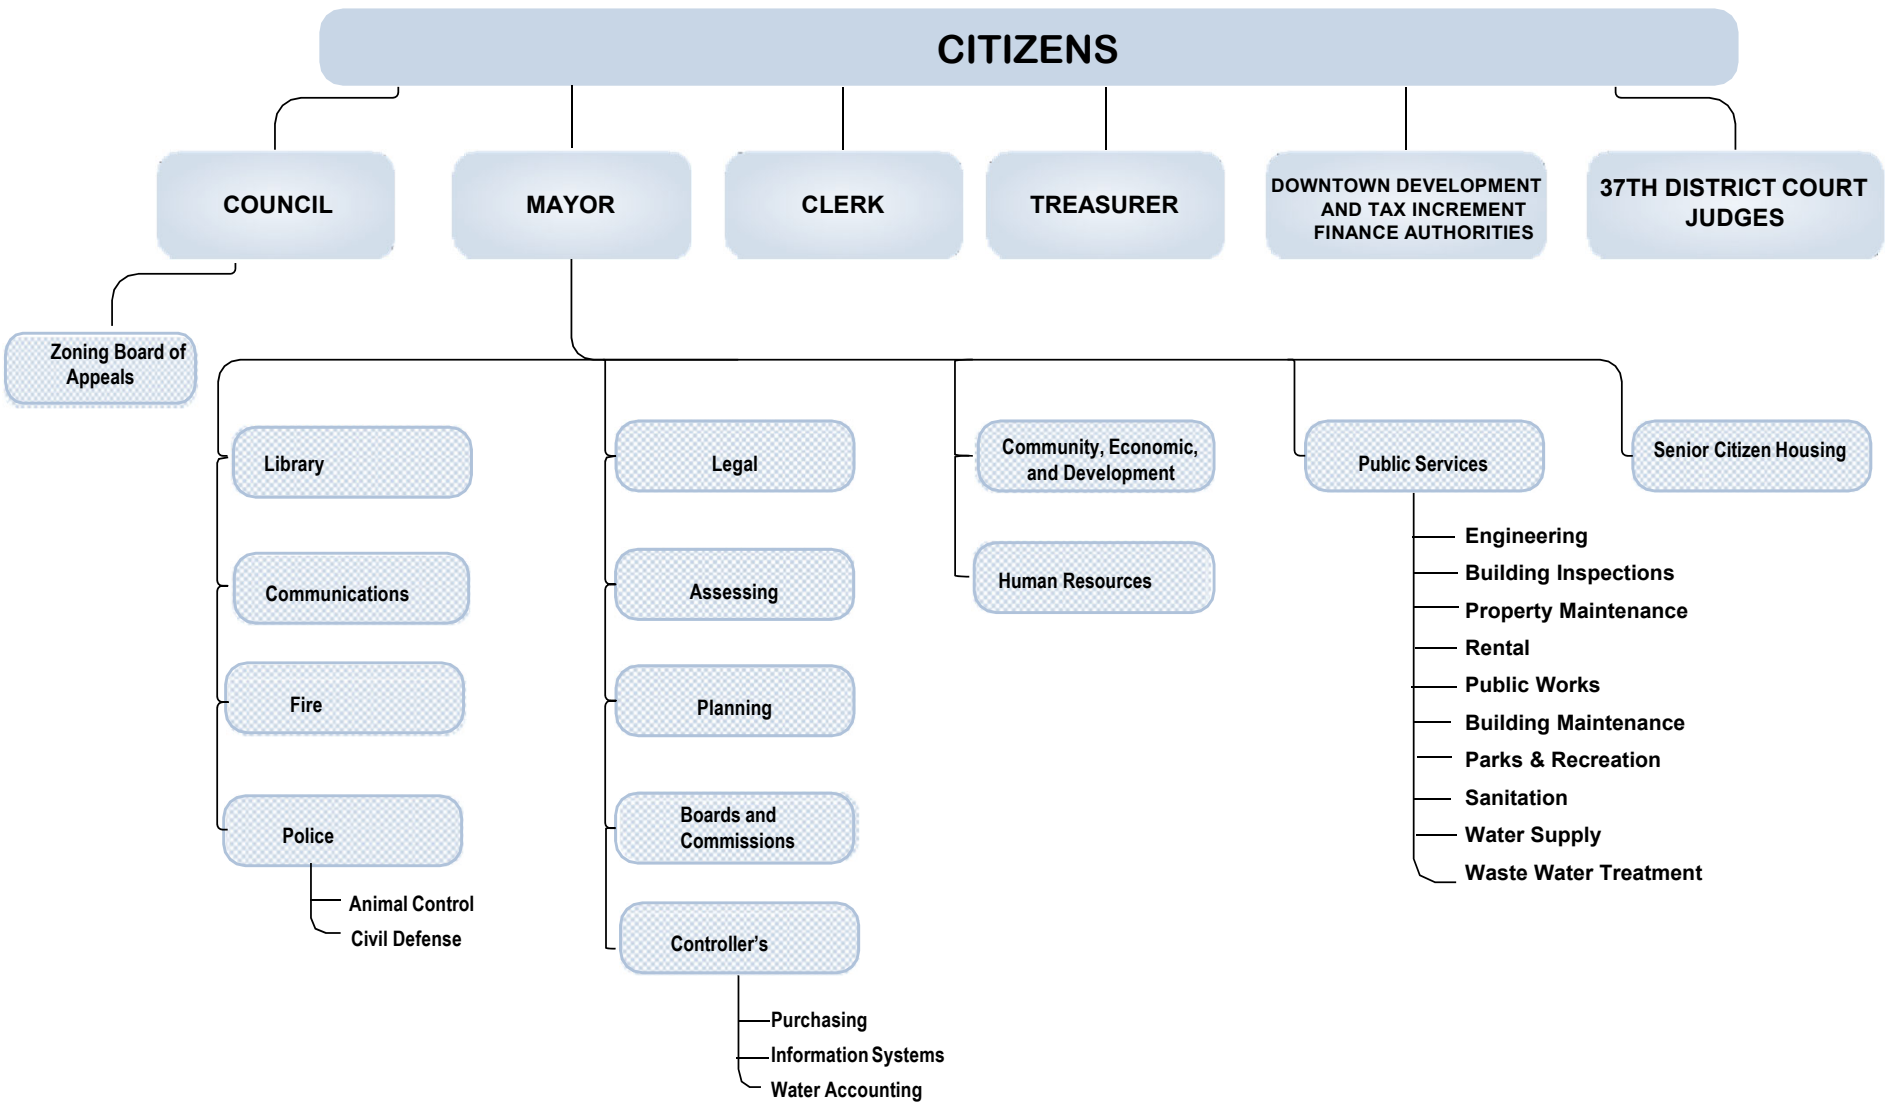 CITIZENS
COUNCIL
MAYOR
CLERK
TREASURER
DOWNTOWN DEVELOPMENT
AND TAX INCREMENT
FINANCE AUTHORITIES
37TH DISTRICT COURT
JUDGES
Zoning Board of
Appeals
Library
Communications
Fire
Police
Animal Control
Civil Defense
Legal
Assessing
Planning
Boards and
Commissions
Controller’s
Purchasing
Information Systems
Water Accounting
Community, Economic,
and Development
Human Resources
Public Services
Engineering
Building Inspections
Property Maintenance
Rental
Public Works
Building Maintenance
Parks & Recreation
Sanitation
Water Supply
Waste Water Treatment
Senior Citizen Housing